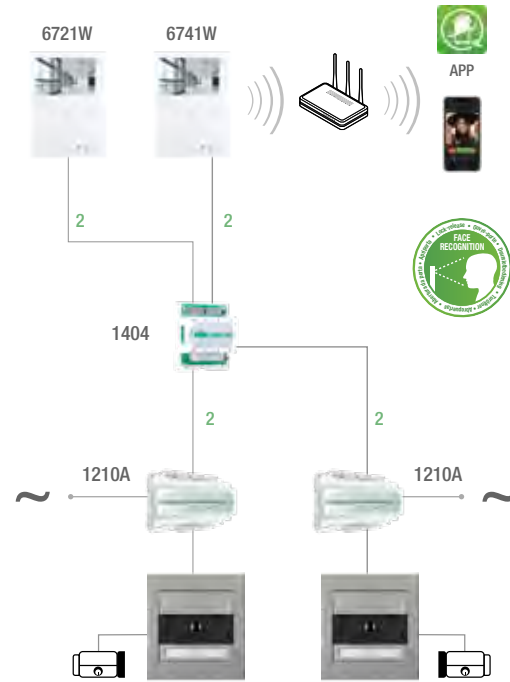 6721W
6741W
APP
2
2
FACE
RECOGNITION
1404
2
2
1210A
1210A
~
~